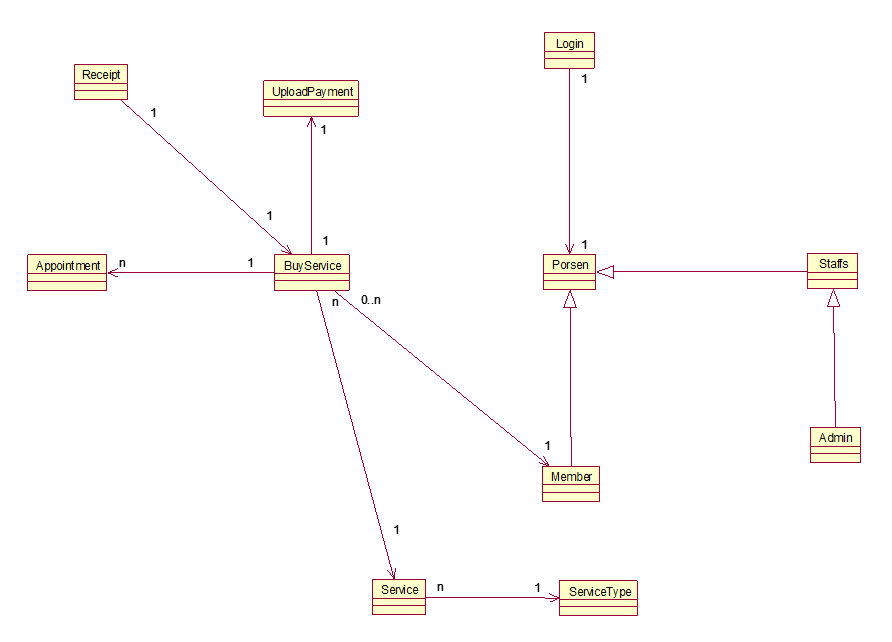 Login
1
Receipt
UploadPayment
1
1
1
1
1
Porsen
Staffs
Appointment
n
1
BuyService
n
0..n
Admin
1
Member
1
Service
n
1
ServiceType